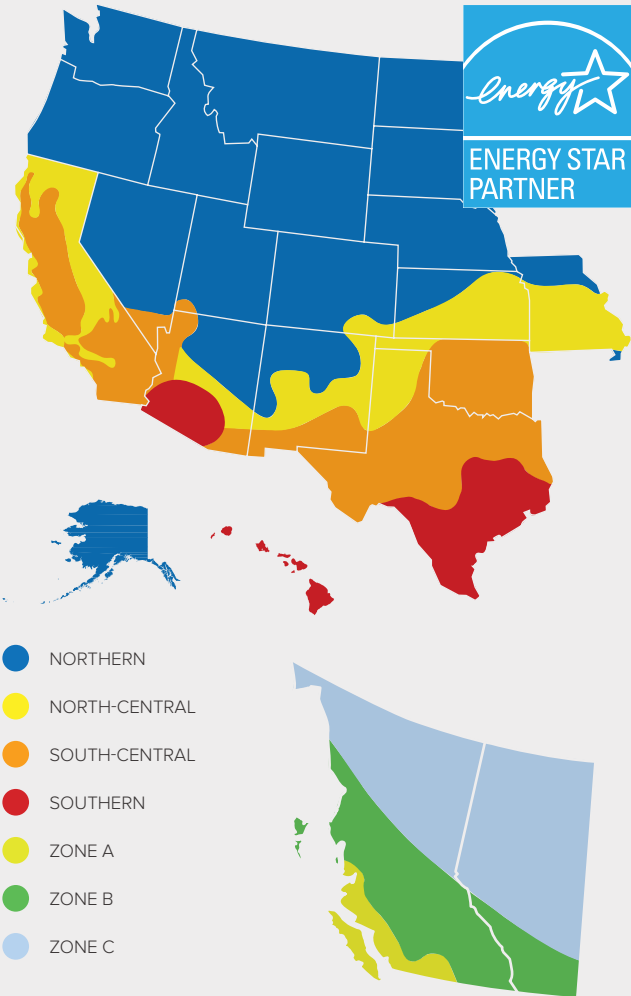 energy
ENERGY STAR
PARTNER
NORTHERN
NORTH-CENTRAL
SOUTH-CENTRAL
SOUTHERN
ZONE A
ZONE B
ZONE C